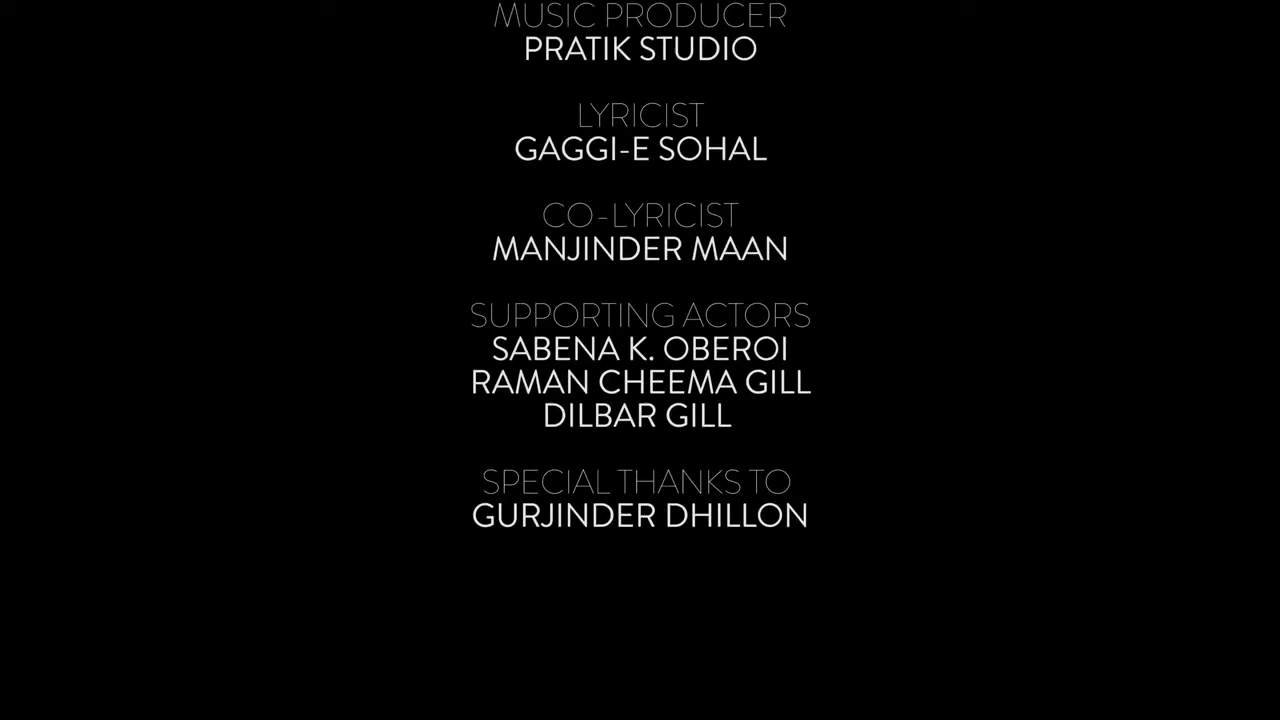 MUSIC PRODUCER
PRATIK STUDIO
LYRICIST
GAGGI-E SOHAL
CO-LYRICIST
MANJINDER MAAN
SUPPORTING ACTORS
SABENA K. OBEROI
RAMAN CHEEMA GILL
DILBAR GILL
SPECIAL THANKS TO
GURJINDER DHILLON